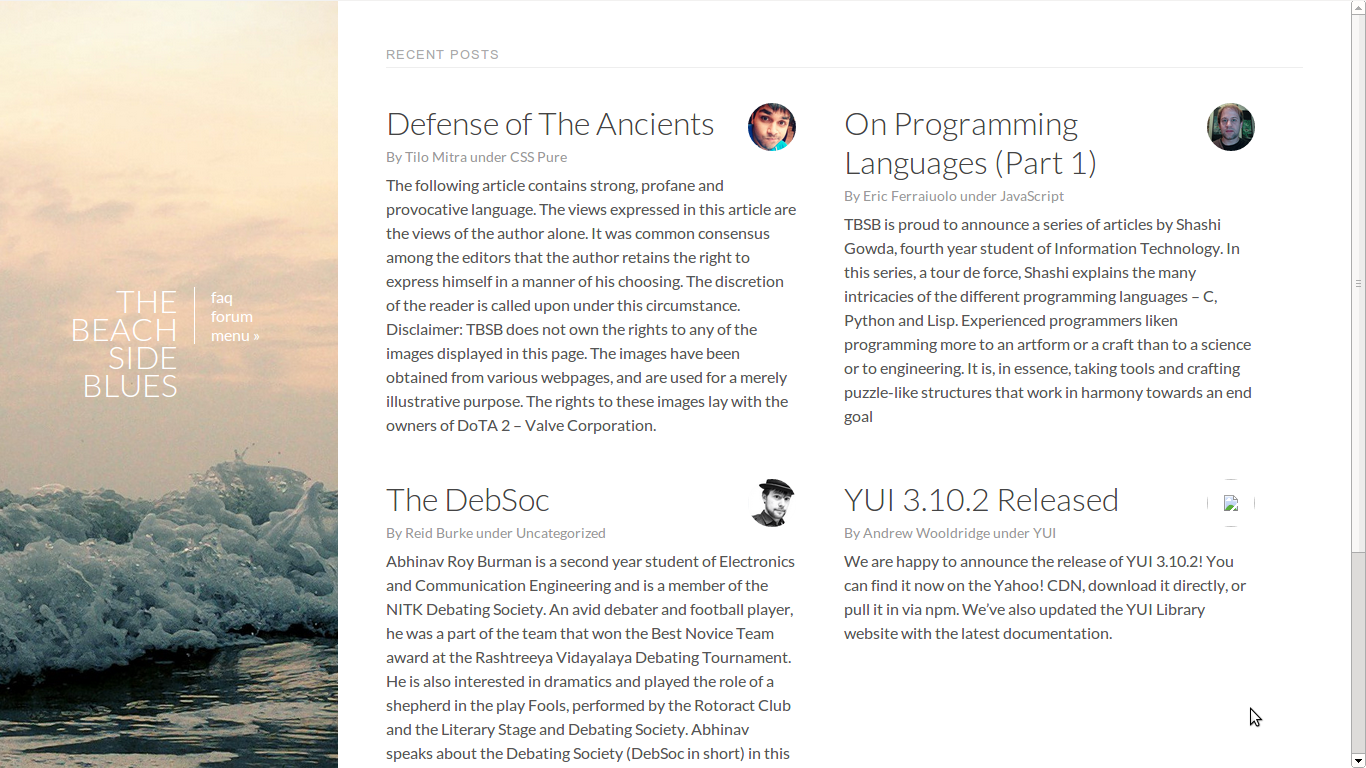 THE
BEACH
SIDE
BLUES
faq
forum
menu »
RECENT POSTS
Defense of The Ancients
By Tilo Mitra under CSS Pure
The following article contains strong, profane and
provocative language. The views expressed in this article are
the views of the author alone. It was common consensus
among the editors that the author retains the right to
express himself in a manner of his choosing. The discretion
of the reader is called upon under this circumstance.
Disclaimer: TBSB does not own the rights to any of the
images displayed in this page. The images have been
obtained from various webpages, and are used for a merely
illustrative purpose. The rights to these images lay with the
owners of DoTA 2 – Valve Corporation.
On Programming
Languages (Part 1)
By Eric Ferraiuolo under JavaScript
TBSB is proud to announce a series of articles by Shashi
Gowda, fourth year student of Information Technology. In
this series, a tour de force, Shashi explains the many
intricacies of the different programming languages – C,
Python and Lisp. Experienced programmers liken
programming more to an artform or a craft than to a science
or to engineering. It is, in essence, taking tools and crafting
puzzle-like structures that work in harmony towards an end
goal
The DebSoc
By Reid Burke under Uncategorized
Abhinav Roy Burman is a second year student of Electronics
and Communication Engineering and is a member of the
NITK Debating Society. An avid debater and football player,
he was a part of the team that won the Best Novice Team
award at the Rashtreeya Vidayalaya Debating Tournament.
He is also interested in dramatics and played the role of a
shepherd in the play Fools, performed by the Rotoract Club
and the Literary Stage and Debating Society. Abhinav
speaks about the Debating Society (DebSoc in short) in this
YUI 3.10.2 Released
By Andrew Wooldridge under YUI
We are happy to announce the release of YUI 3.10.2! You
can find it now on the Yahoo! CDN, download it directly, or
pull it in via npm. We’ve also updated the YUI Library
website with the latest documentation.